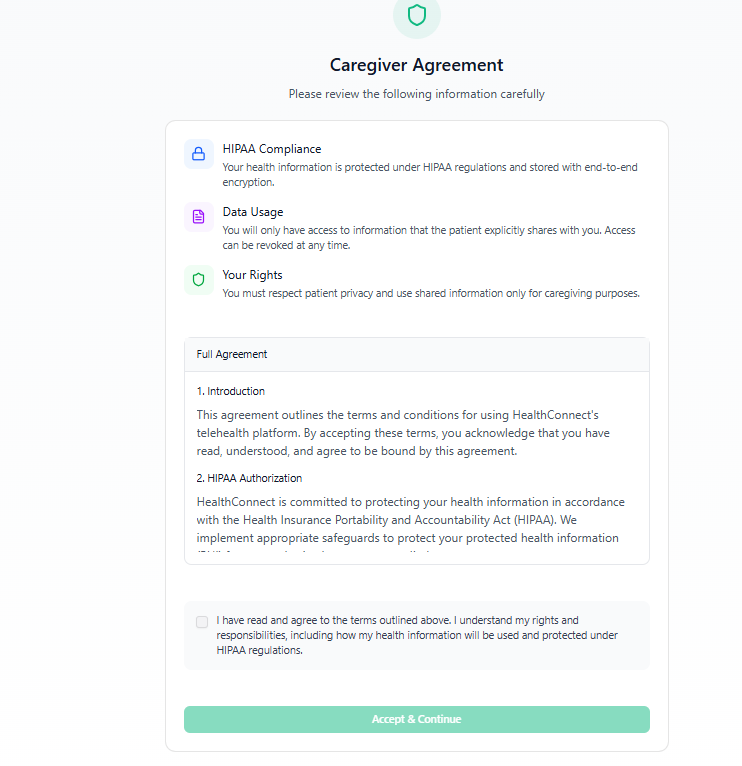 Caregiver Agreement
Please review the following information carefully
HIPAA Compliance
Your health information is protected under HIPAA regulations and stored with end-to-end
encryption.
Data Usage
You will only have access to information that the patient explicitly shares with you. Access
can be revoked at any time.
Your Rights
You must respect patient privacy and use shared information only for caregiving purposes.
Full Agreement
1. Introduction
This agreement outlines the terms and conditions for using HealthConnect's
telehealth platform. By accepting these terms, you acknowledge that you have
read, understood, and agree to be bound by this agreement.
2. HIPAA Authorization
HealthConnect is committed to protecting your health information in accordance
with the Health Insurance Portability and Accountability Act (HIPAA). We
implement appropriate safeguards to protect your protected health information
I have read and agree to the terms outlined above. I understand my rights and
responsibilities, including how my health information will be used and protected under
HIPAA regulations.
Accept & Continue